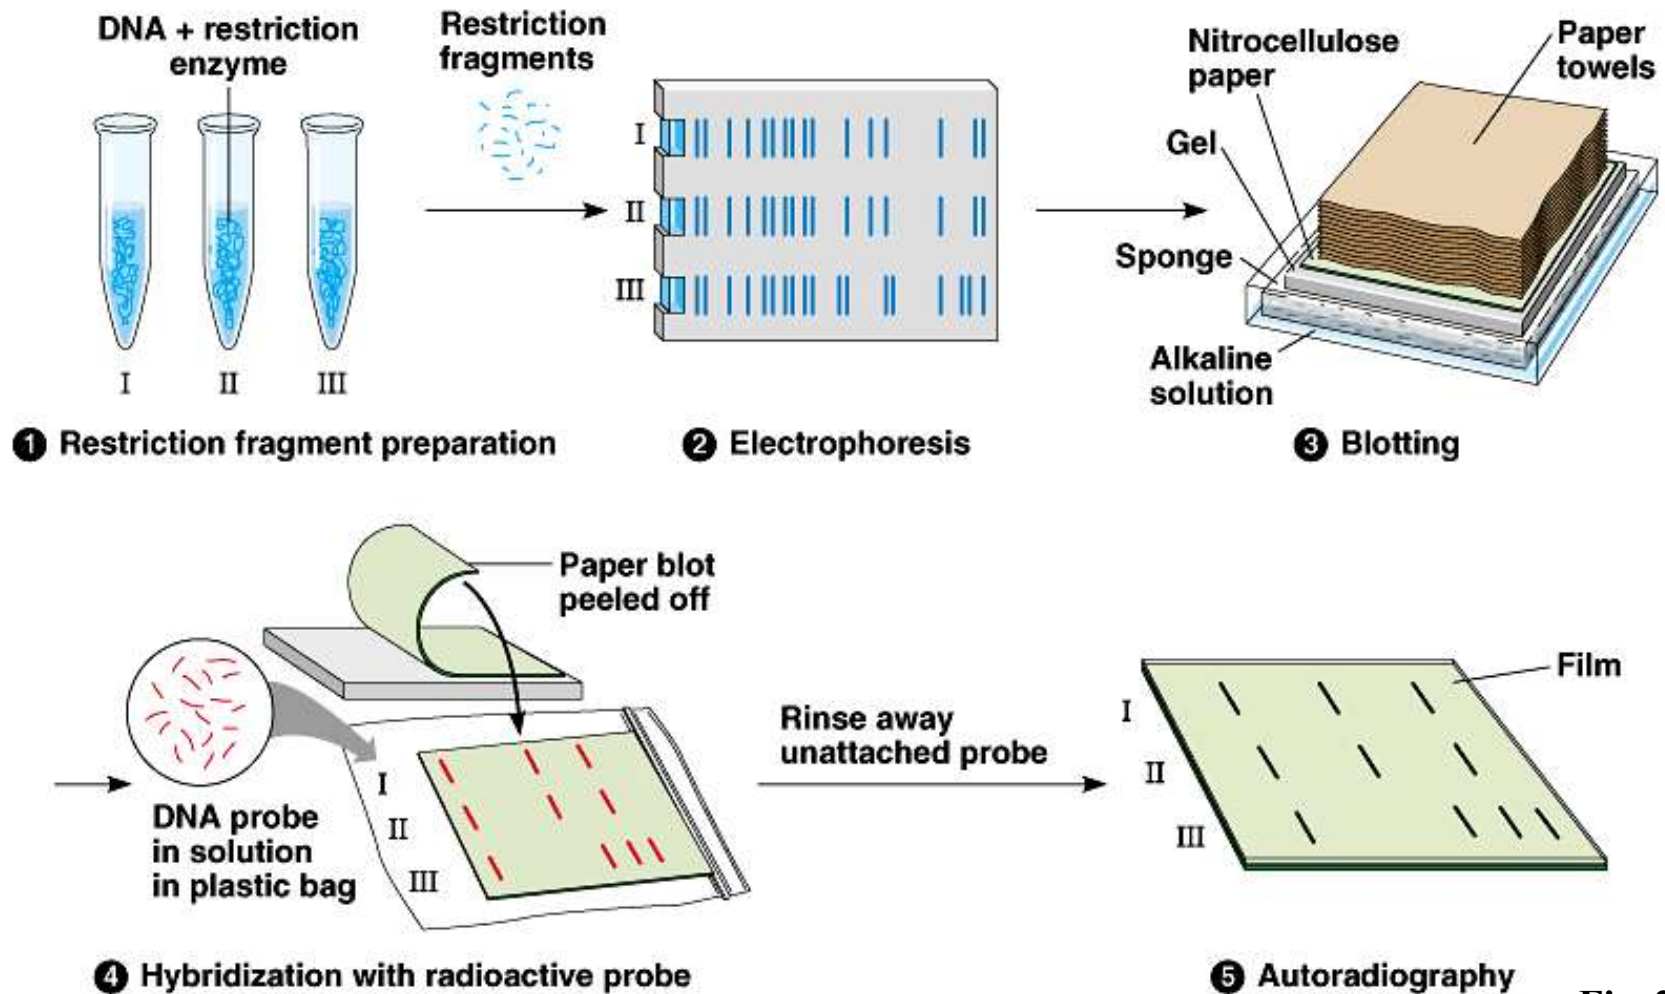 DNA + restriction
enzyme
Restriction
fragments
I
II
III
I
II
III
Nitrocellulose
paper
Paper
towels
Gel
Sponge
Alkaline
solution
1 Restriction fragment preparation
2 Electrophoresis
3 Blotting
Paper blot
peeled off
DNA probe
in solution
in plastic bag
I
II
III
Rinse away
unattached probe
Film
I
II
III
4 Hybridization with radioactive probe
5 Autoradiography